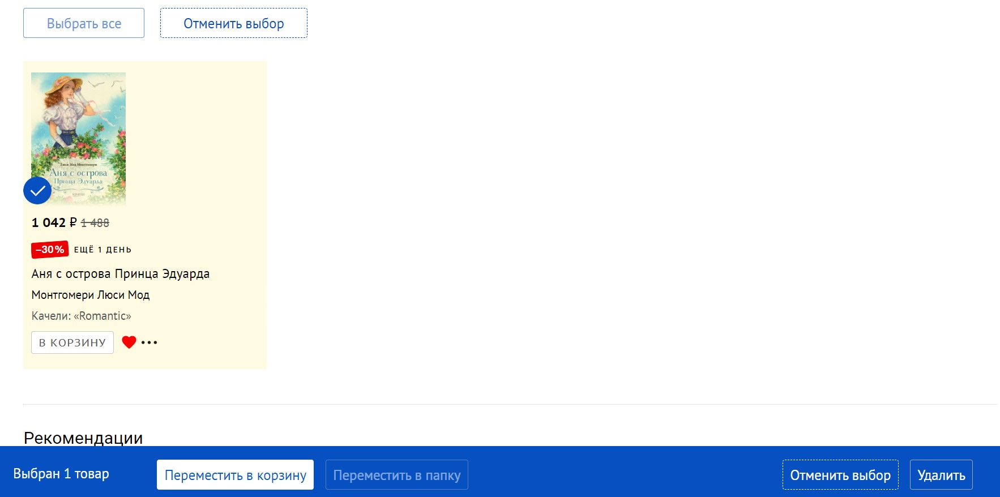 Выбрать все
Отменить выбор
Люси Мод Монтгомери
Аня с острова
Принца Эдуарда
1 042 ₽ 1 488
–30% ЕЩЁ 1 ДЕНЬ
Аня с острова Принца Эдуарда
Монтгомери Люси Мод
Качели: «Romantic»
В КОРЗИНУ
Рекомендации
Выбран 1 товар
Переместить в корзину
Переместить в папку
Отменить выбор
Удалить